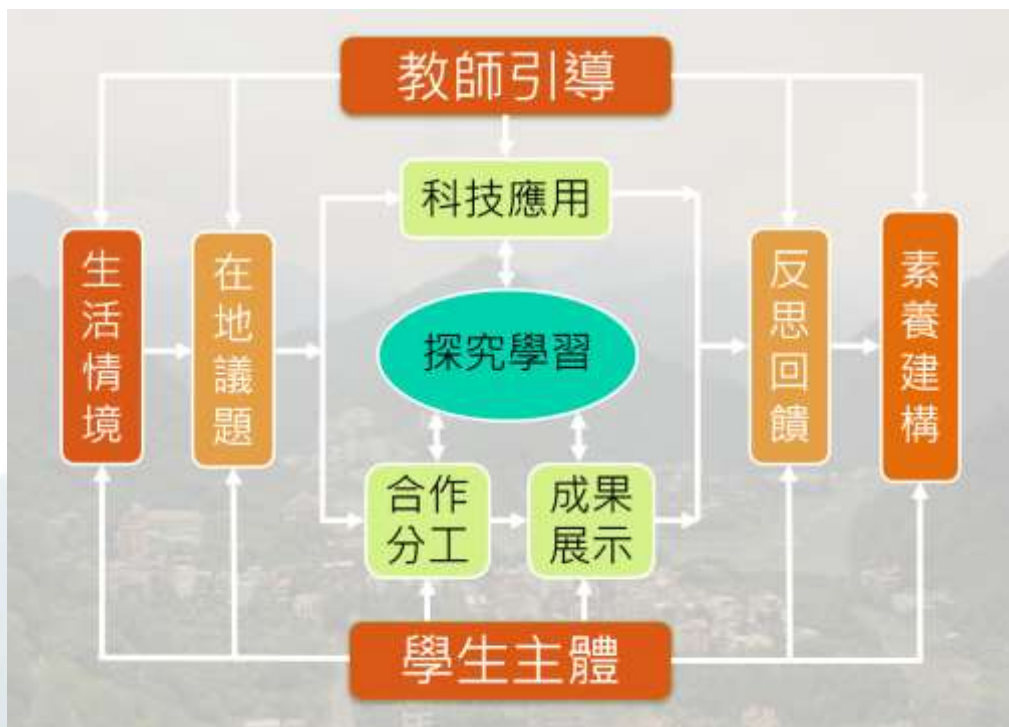 教師引導
科技應用
生活情境
在地議題
探究學習
反思回饋
素養建構
合作
分工
成果
展示
學生主體